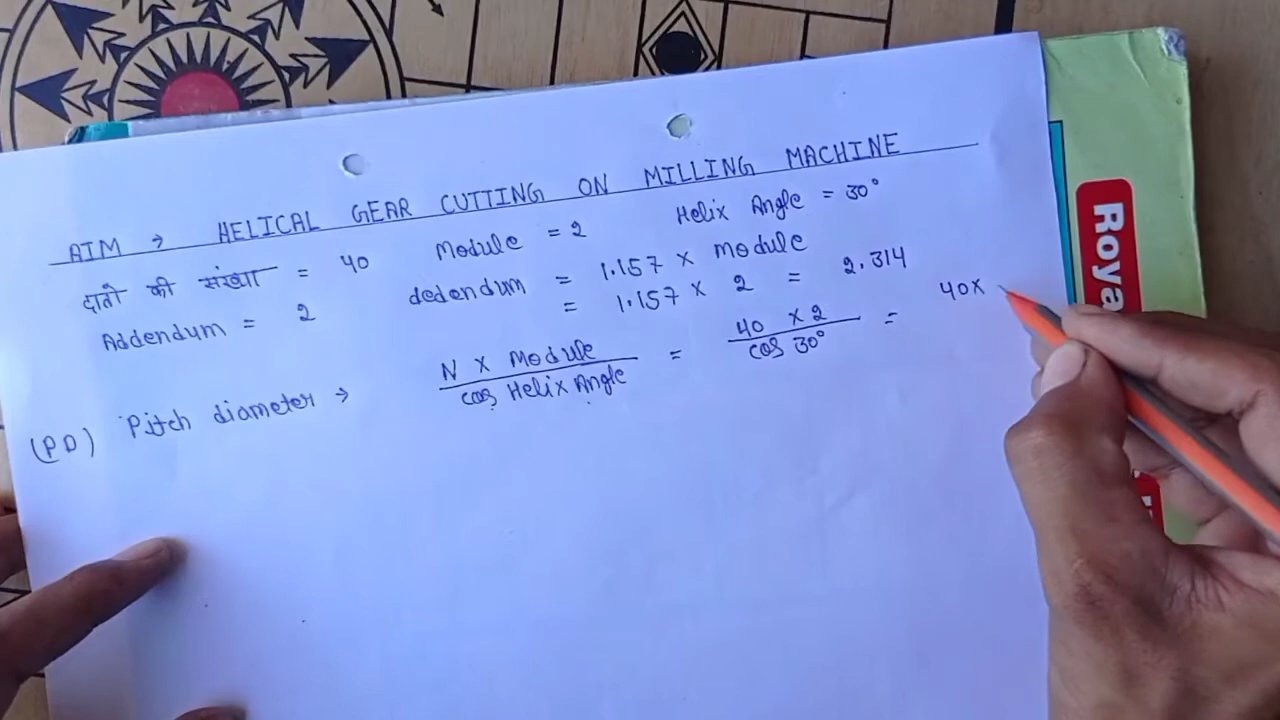 AIM → HELICAL GEAR CUTTING ON MILLING MACHINE
दातो की संख्या = 40 Module = 2 Helix Angle = 30°
Addendum = 2 dedendum = 1.157 × module
= 1.157 × 2 = 2.314
(PD) Pitch diameter → N × Module / cos Helix Angle = 40 × 2 / cos 30° = 40×
Roya